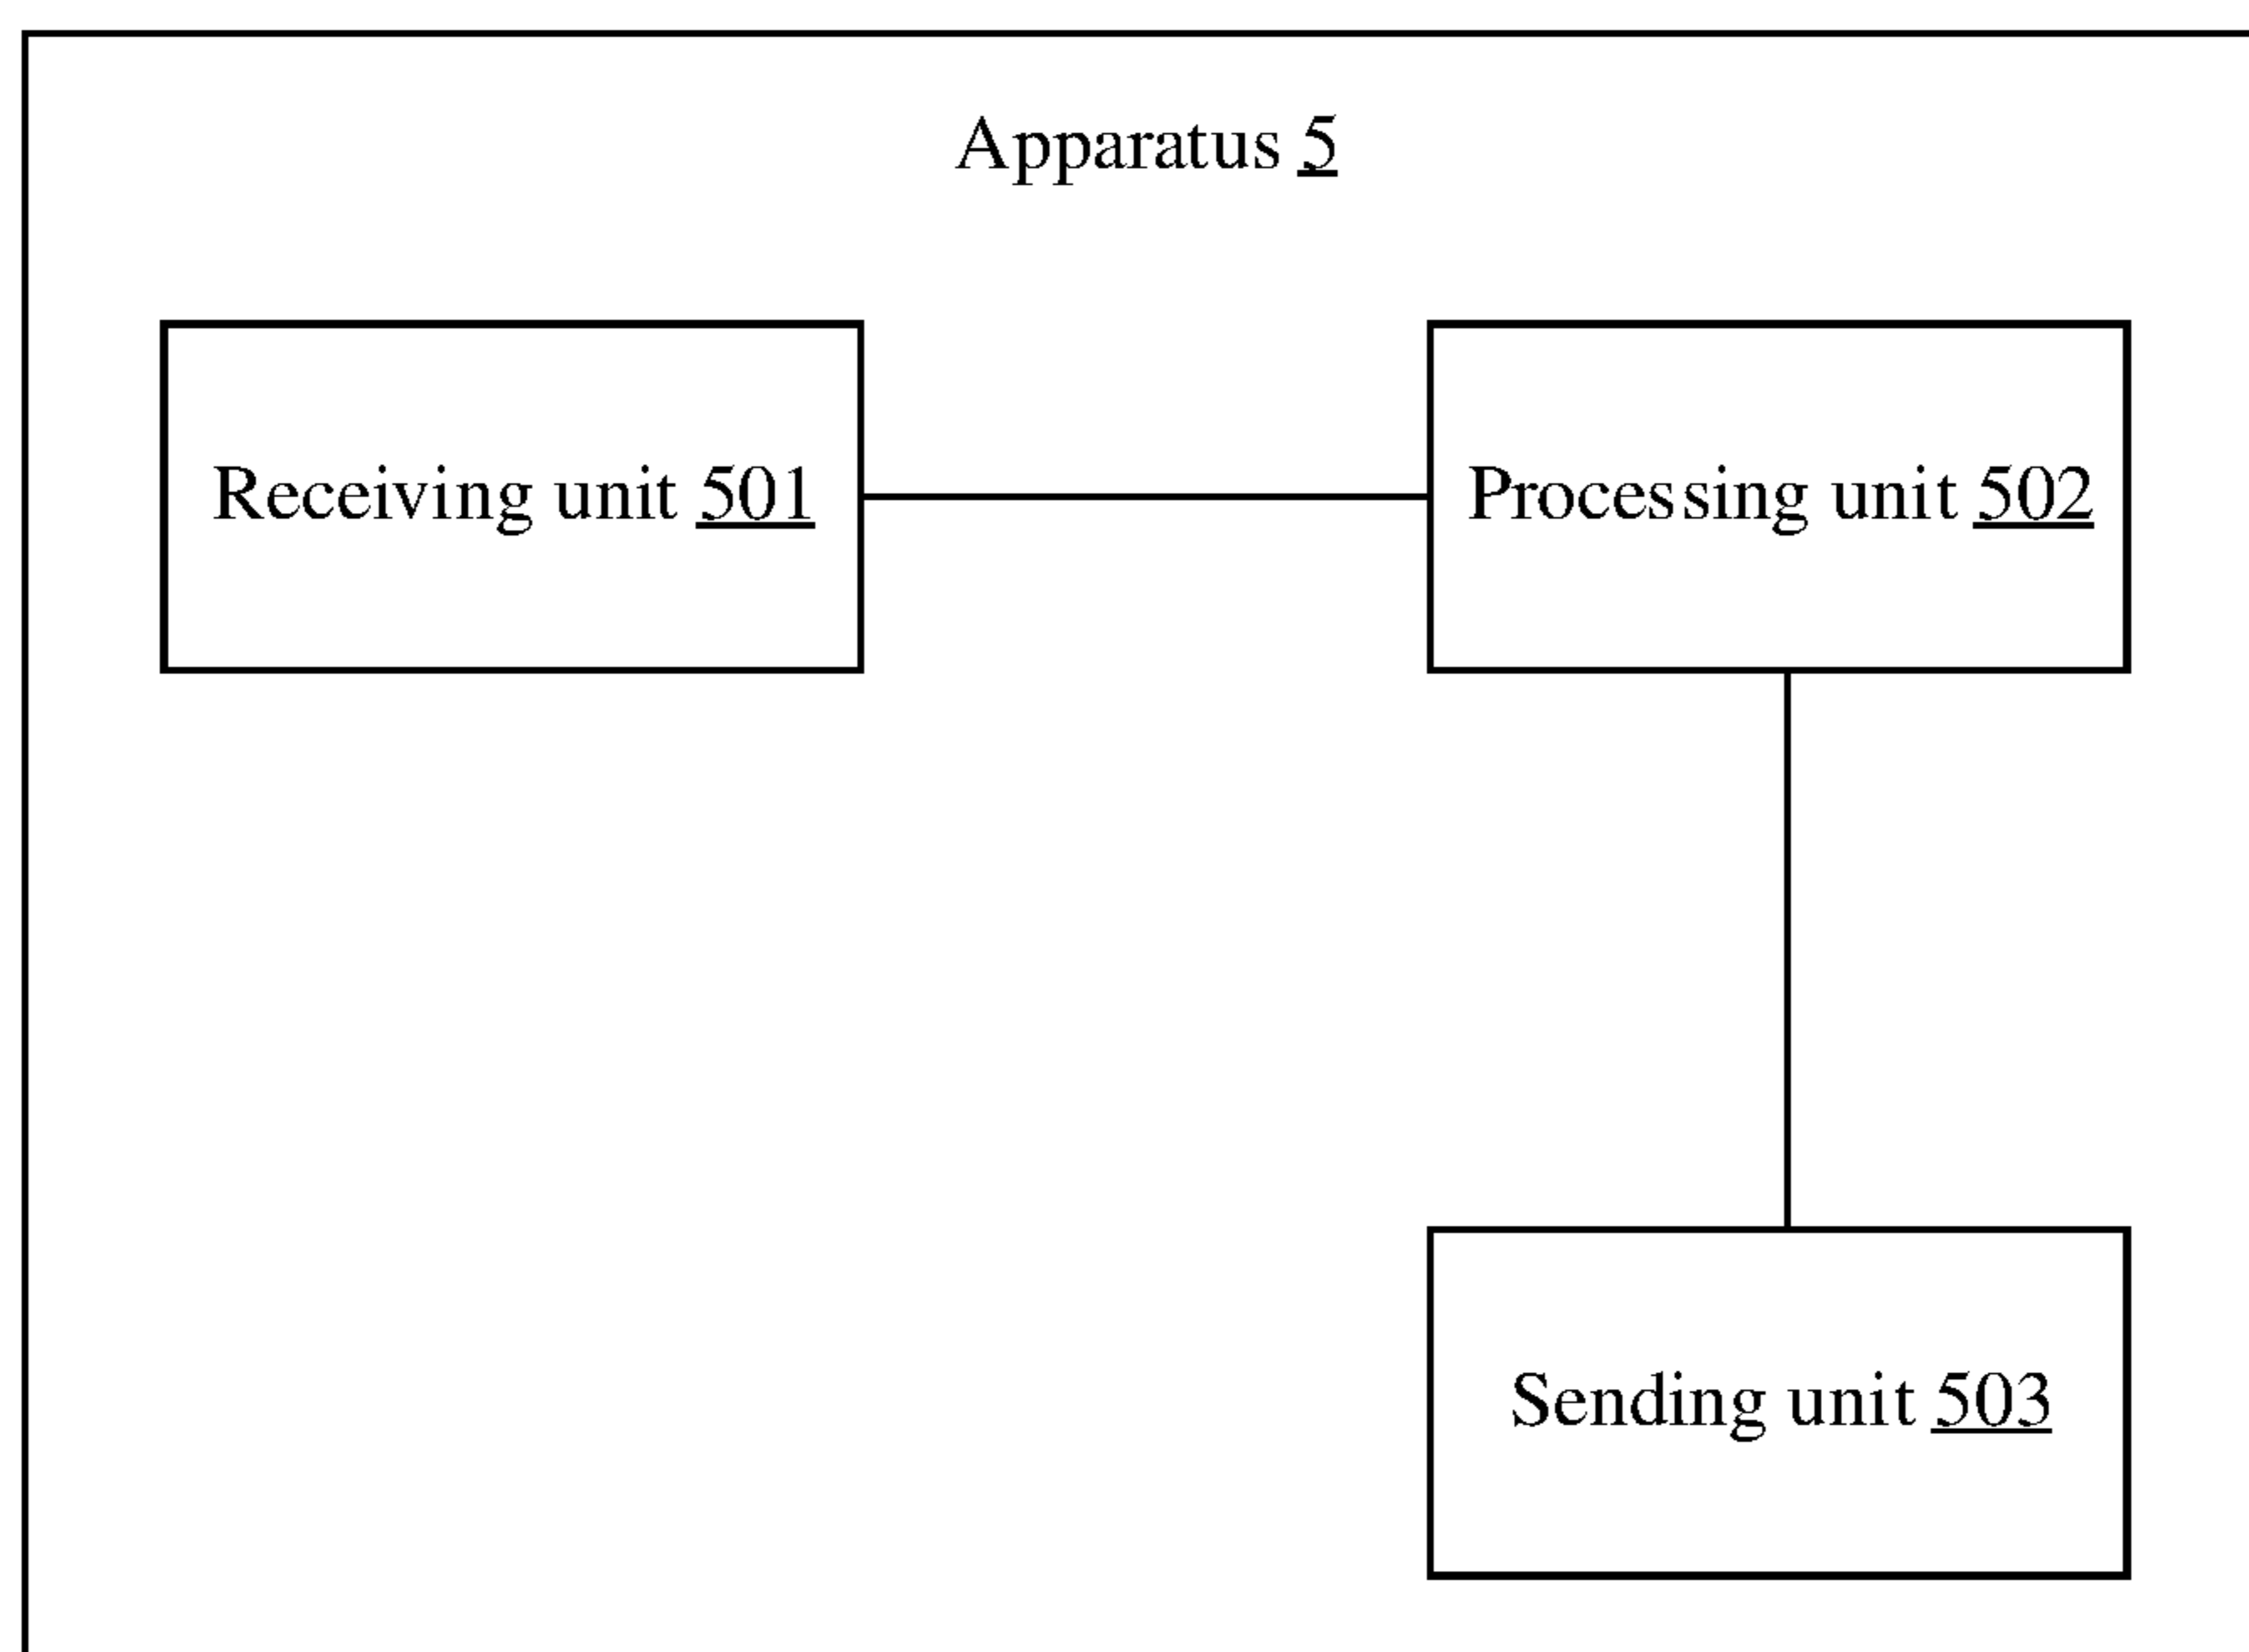 Apparatus 5
Receiving unit 501
Processing unit 502
Sending unit 503